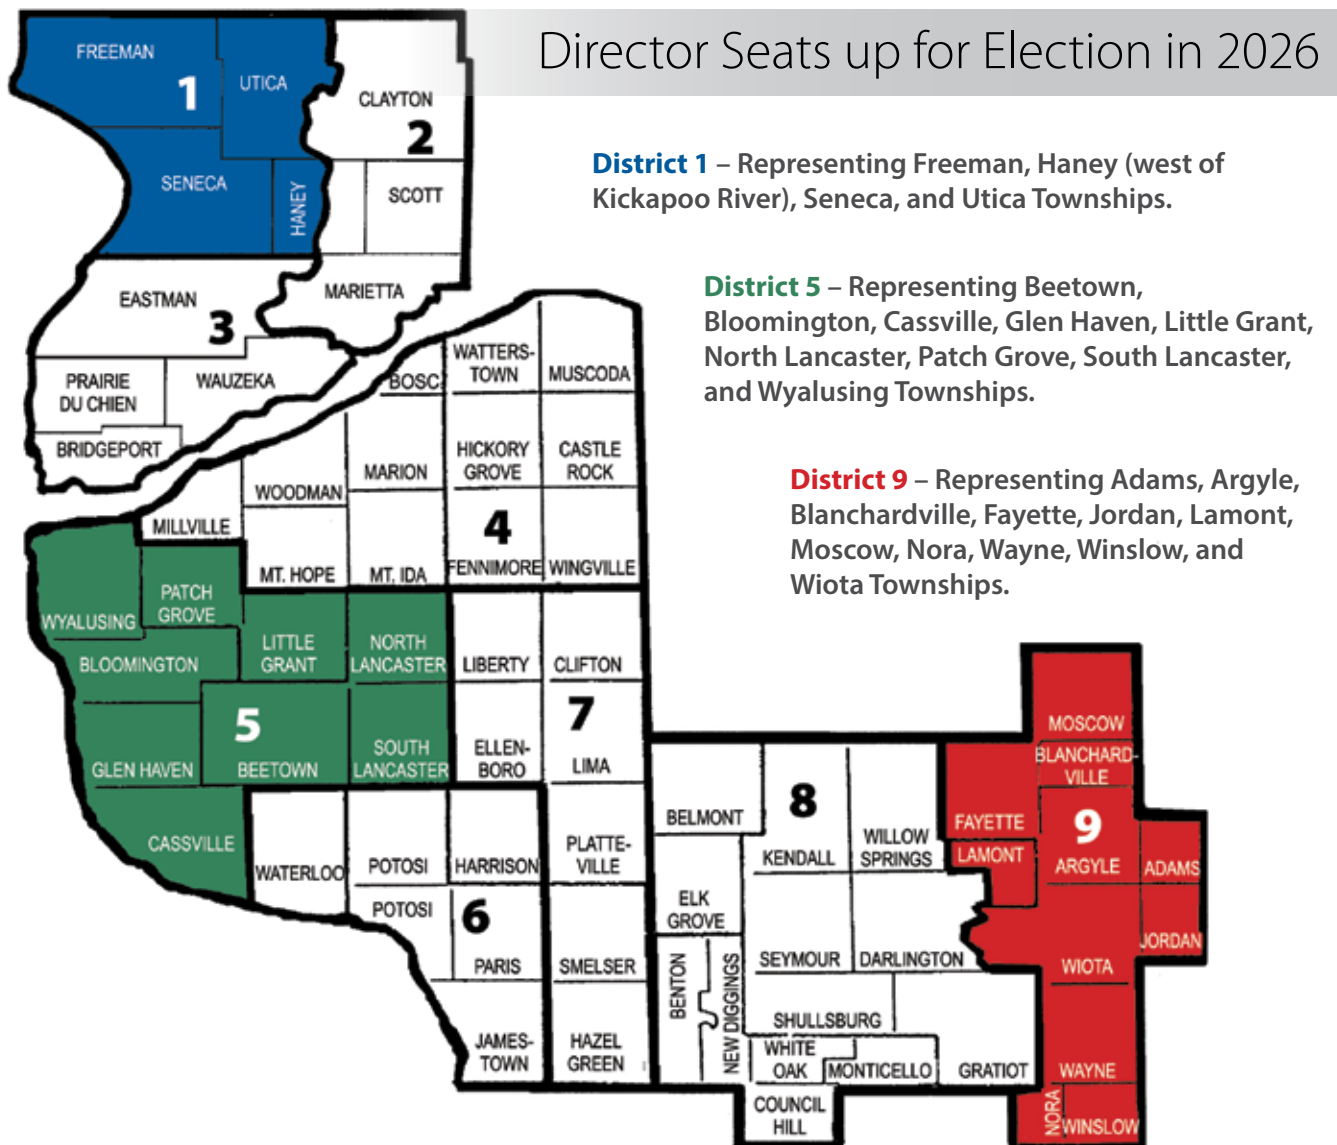 Director Seats up for Election in 2026
District 1 – Representing Freeman, Haney (west of
Kickapoo River), Seneca, and Utica Townships.
District 5 – Representing Beetown,
Bloomington, Cassville, Glen Haven, Little Grant,
North Lancaster, Patch Grove, South Lancaster,
and Wyalusing Townships.
District 9 – Representing Adams, Argyle,
Blanchardville, Fayette, Jordan, Lamont,
Moscow, Nora, Wayne, Winslow, and
Wiota Townships.
FREEMAN
1
UTICA
SENECA
HANEY
CLAYTON
2
SCOTT
MARIETTA
EASTMAN
3
PRAIRIE
DU CHIEN
WAUZEKA
BRIDGEPORT
BOSC
WATTERS-
TOWN
MUSCODA
MARION
HICKORY
GROVE
CASTLE
ROCK
WOODMAN
MILLVILLE
MT. HOPE
MT. IDA
4
FENNIMORE
WINGVILLE
WYALUSING
PATCH
GROVE
BLOOMINGTON
LITTLE
GRANT
NORTH
LANCASTER
5
GLEN HAVEN
BEETOWN
SOUTH
LANCASTER
CASSVILLE
LIBERTY
CLIFTON
7
ELLEN-
BORO
LIMA
PLATTE-
VILLE
WATERLOO
POTOSI
HARRISON
POTOSI
6
PARIS
SMELSER
JAMES-
TOWN
HAZEL
GREEN
BELMONT
8
KENDALL
WILLOW
SPRINGS
ELK
GROVE
SEYMOUR
DARLINGTON
BENTON
NEW DIGGINGS
SHULLSBURG
WHITE
OAK
MONTICELLO
GRATIOT
COUNCIL
HILL
MOSCOW
BLANCHARD-
VILLE
FAYETTE
9
LAMONT
ARGYLE
ADAMS
JORDAN
WIOTA
WAYNE
NORA
WINSLOW